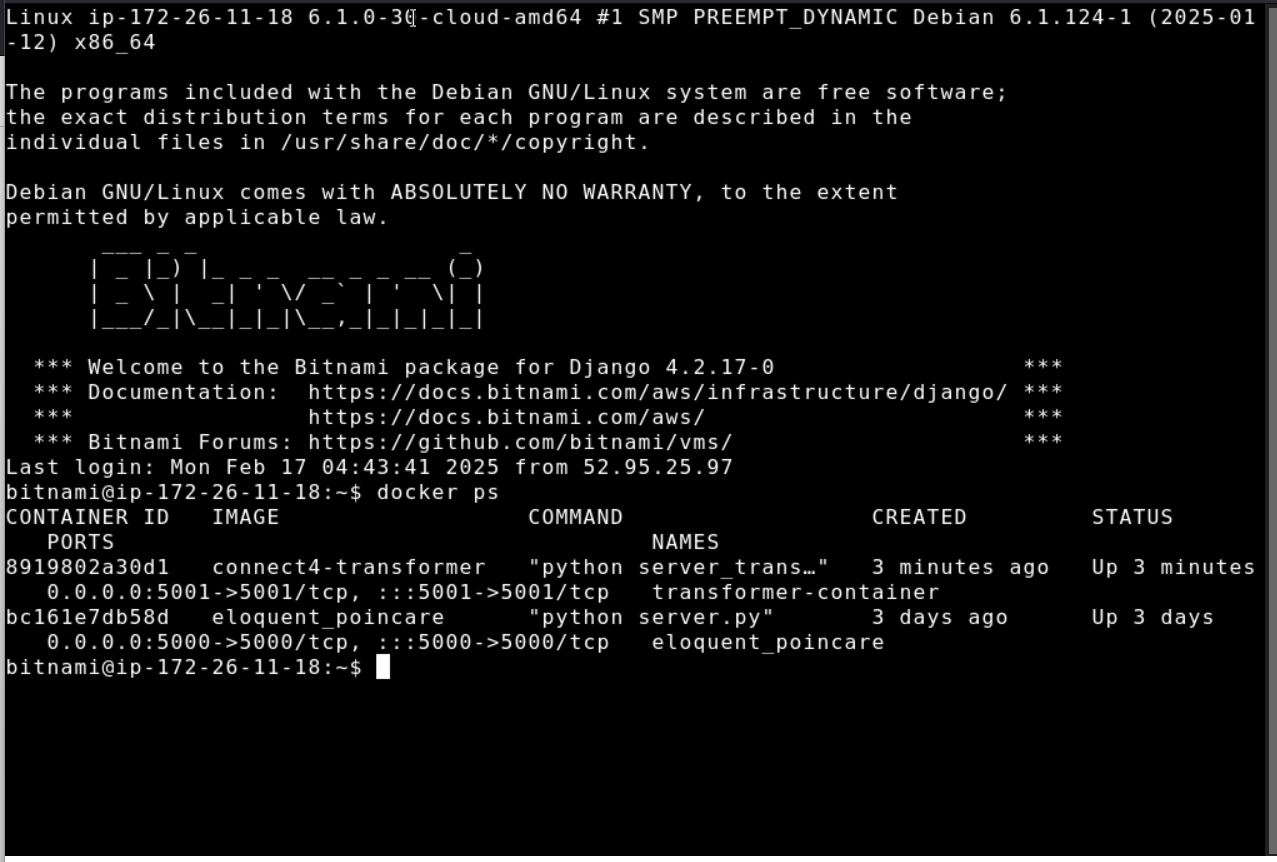 Linux ip-172-26-11-18 6.1.0-30-cloud-amd64 #1 SMP PREEMPT_DYNAMIC Debian 6.1.124-1 (2025-01
-12) x86_64
The programs included with the Debian GNU/Linux system are free software;
the exact distribution terms for each program are described in the
individual files in /usr/share/doc/*/copyright.
Debian GNU/Linux comes with ABSOLUTELY NO WARRANTY, to the extent
permitted by applicable law.
Bitnami
*** Welcome to the Bitnami package for Django 4.2.17-0 ***
*** Documentation: https://docs.bitnami.com/aws/infrastructure/django/ ***
*** https://docs.bitnami.com/aws/ ***
*** Bitnami Forums: https://github.com/bitnami/vms/ ***
Last login: Mon Feb 17 04:43:41 2025 from 52.95.25.97
bitnami@ip-172-26-11-18:~$ docker ps
CONTAINER ID IMAGE COMMAND CREATED STATUS
PORTS NAMES
8919802a30d1 connect4-transformer "python server_trans…" 3 minutes ago Up 3 minutes
0.0.0.0:5001->5001/tcp, :::5001->5001/tcp transformer-container
bc161e7db58d eloquent_poincare "python server.py" 3 days ago Up 3 days
0.0.0.0:5000->5000/tcp, :::5000->5000/tcp eloquent_poincare
bitnami@ip-172-26-11-18:~$